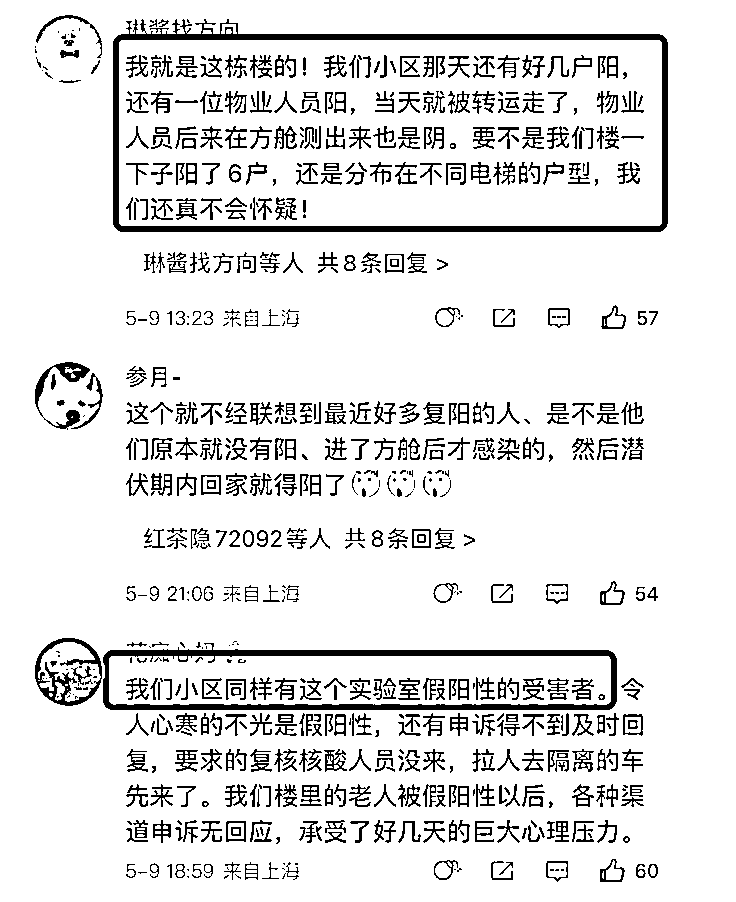 琳酱找方向
我就是这栋楼的！我们小区那天还有好几户阳，
还有一位物业人员阳，当天就被转运走了，物业
人员后来在方舱测出来也是阴。要不是我们楼一
下子阳了6户，还是分布在不同电梯的户型，我
们还真不会怀疑！
琳酱找方向等人 共8条回复 >
5-9 13:23 来自上海 57
参月-
这个就不经联想到最近好多复阳的人、是不是他
们原本就没有阳、进了方舱后才感染的，然后潜
伏期内回家就得阳了
红茶隐72092等人 共8条回复 >
5-9 21:06 来自上海 54
花痴心妈
我们小区同样有这个实验室假阳性的受害者。令
人心寒的不光是假阳性，还有申诉得不到及时回
复，要求的复核核酸人员没来，拉人去隔离的车
先来了。我们楼里的老人被假阳性以后，各种渠
道申诉无回应，承受了好几天的巨大心理压力。
5-9 18:59 来自上海 60